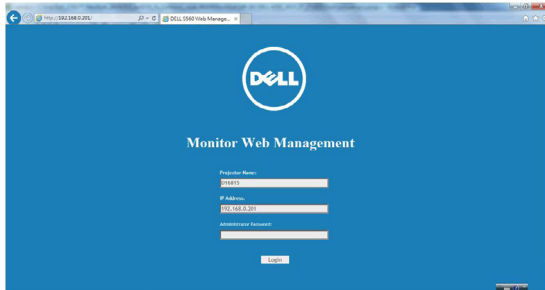 http://192.168.0.201/
DELL S560 Web Manage...
DELL
Monitor Web Management
Projector Name:
D16815
IP Address:
192.168.0.201
Administrator Password:
Login